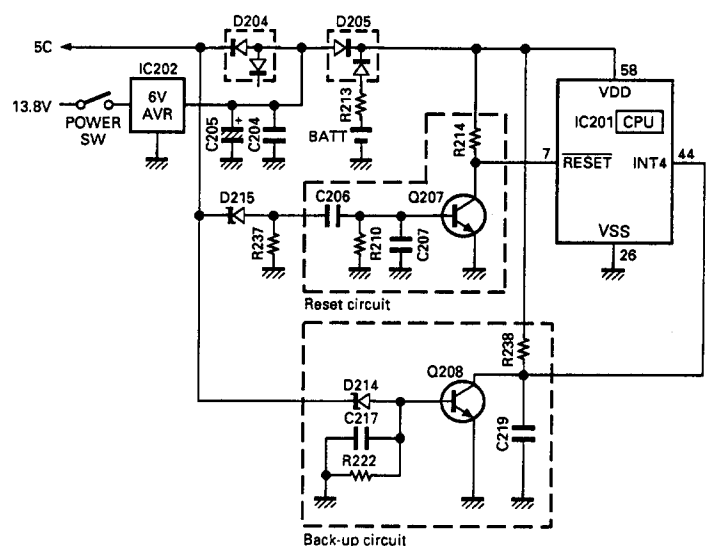 D204
D205
5C
IC202
13.8V
POWER
SW
6V
AVR
C205
+
C204
R213
BATT
R214
58
VDD
IC201 CPU
7
RESET
INT4
44
VSS
26
D215
C206
Q207
R237
R210
C207
Reset circuit
R238
Q208
D214
C217
R222
C219
Back-up circuit